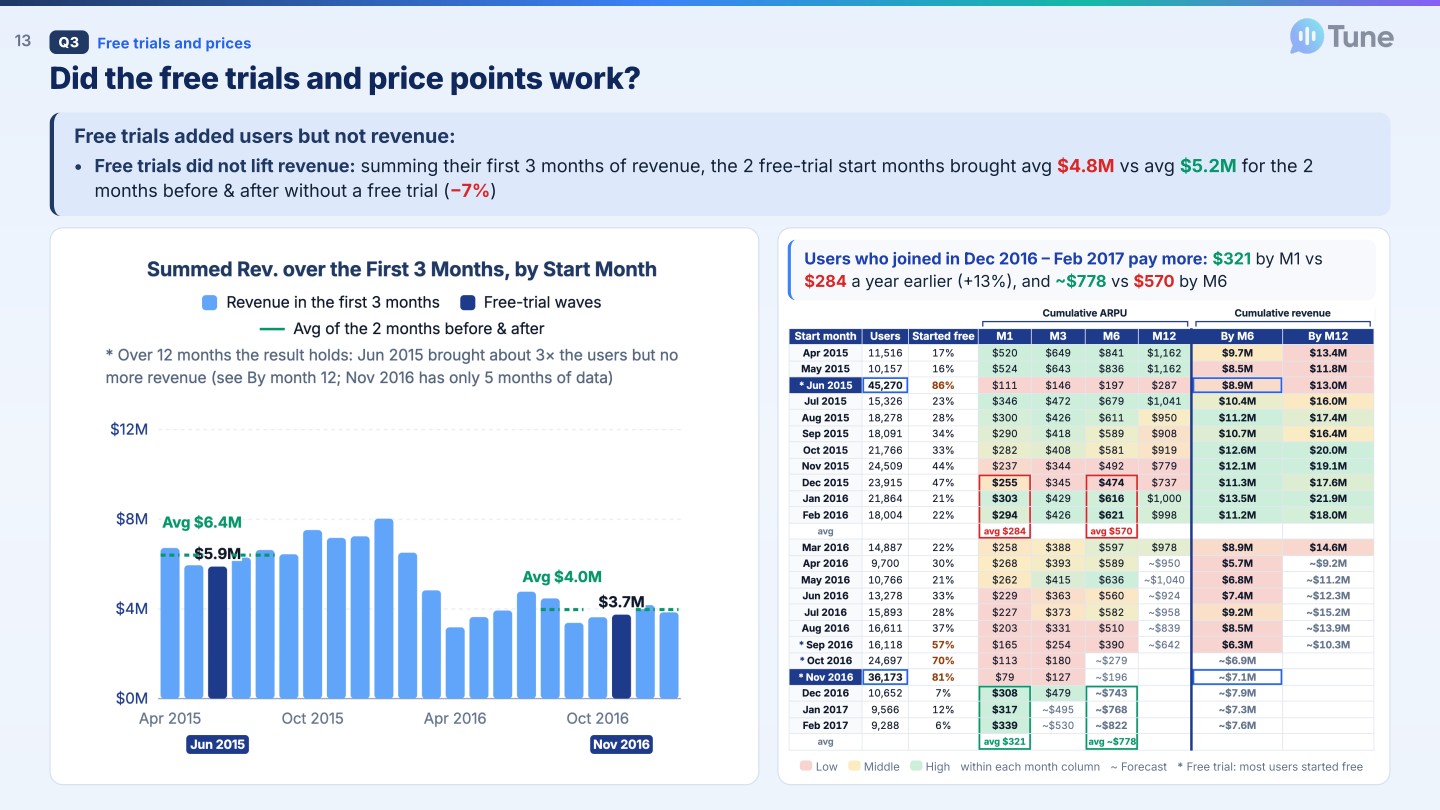 13 Q3 Free trials and prices
Tune
Did the free trials and price points work?
Free trials added users but not revenue:
• Free trials did not lift revenue: summing their first 3 months of revenue, the 2 free-trial start months brought avg $4.8M vs avg $5.2M for the 2
months before & after without a free trial (−7%)
Summed Rev. over the First 3 Months, by Start Month
Revenue in the first 3 months Free-trial waves
Avg of the 2 months before & after
* Over 12 months the result holds: Jun 2015 brought about 3× the users but no
more revenue (see By month 12; Nov 2016 has only 5 months of data)
$12M
$8M
Avg $6.4M
$5.9M
Avg $4.0M
$4M
$3.7M
$0M
Apr 2015 Oct 2015 Apr 2016 Oct 2016
Jun 2015 Nov 2016
Users who joined in Dec 2016 – Feb 2017 pay more: $321 by M1 vs
$284 a year earlier (+13%), and ~$778 vs $570 by M6
Cumulative ARPU Cumulative revenue
Start month Users Started free M1 M3 M6 M12 By M6 By M12
Apr 2015 11,516 17% $520 $649 $841 $1,162 $9.7M $13.4M
May 2015 10,157 16% $524 $643 $836 $1,162 $8.5M $11.8M
* Jun 2015 45,270 86% $111 $146 $197 $287 $8.9M $13.0M
Jul 2015 15,326 23% $346 $472 $679 $1,041 $10.4M $16.0M
Aug 2015 18,278 28% $300 $426 $611 $950 $11.2M $17.4M
Sep 2015 18,091 34% $290 $418 $589 $908 $10.7M $16.4M
Oct 2015 21,766 33% $282 $408 $581 $919 $12.6M $20.0M
Nov 2015 24,509 44% $237 $344 $492 $779 $12.1M $19.1M
Dec 2015 23,915 47% $255 $345 $474 $737 $11.3M $17.6M
Jan 2016 21,864 21% $303 $429 $616 $1,000 $13.5M $21.9M
Feb 2016 18,004 22% $294 $426 $621 $998 $11.2M $18.0M
avg avg $284 avg $570
Mar 2016 14,887 22% $258 $388 $597 $978 $8.9M $14.6M
Apr 2016 9,700 30% $268 $393 $589 ~$950 $5.7M ~$9.2M
May 2016 10,766 21% $262 $415 $636 ~$1,040 $6.8M ~$11.2M
Jun 2016 13,278 33% $229 $363 $560 ~$924 $7.4M ~$12.3M
Jul 2016 15,893 28% $227 $373 $582 ~$958 $9.2M ~$15.2M
Aug 2016 16,611 37% $203 $331 $510 ~$839 $8.5M ~$13.9M
* Sep 2016 16,118 57% $165 $254 $390 ~$642 $6.3M ~$10.3M
* Oct 2016 24,697 70% $113 $180 ~$279 ~$6.9M
* Nov 2016 36,173 81% $79 $127 ~$196 ~$7.1M
Dec 2016 10,652 7% $308 $479 ~$743 ~$7.9M
Jan 2017 9,566 12% $317 ~$495 ~$768 ~$7.3M
Feb 2017 9,288 6% $339 ~$530 ~$822 ~$7.6M
avg avg $321 avg ~$778
Low Middle High within each month column ~ Forecast * Free trial: most users started free